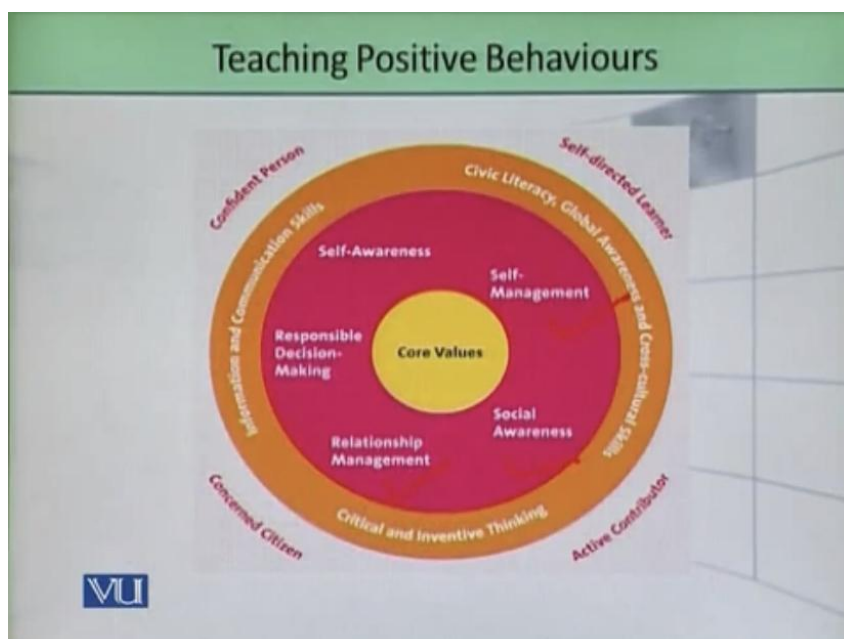 Teaching Positive Behaviours
Confident Person
Self-directed Learner
Information and Communication Skills
Civic Literacy, Global Awareness and Cross-cultural Skills
Self-Awareness
Self-
Management
Responsible
Decision-
Making
Core Values
Social
Awareness
Relationship
Management
Critical and Inventive Thinking
Concerned Citizen
Active Contributor
VU